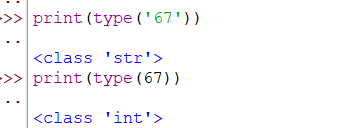 ..
>>> print(type('67'))
..
<class 'str'>
>>> print(type(67))
..
<class 'int'>